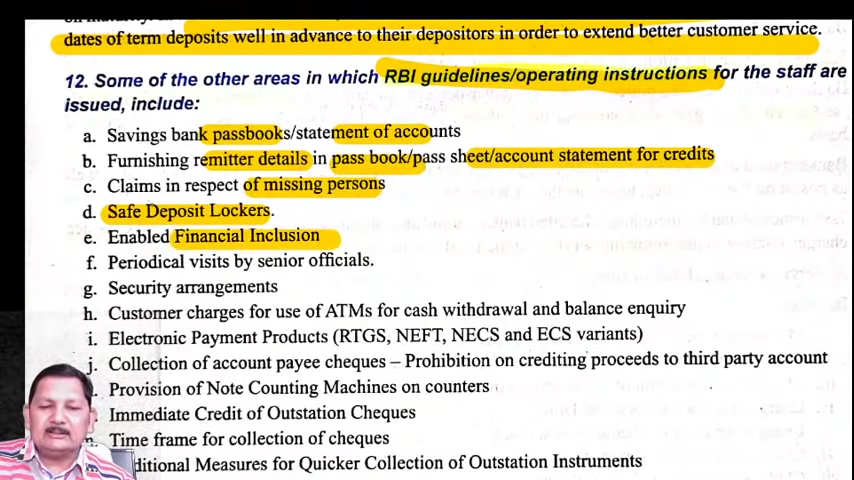 dates of term deposits well in advance to their depositors in order to extend better customer service.
12. Some of the other areas in which RBI guidelines/operating instructions for the staff are
issued, include:
a. Savings bank passbooks/statement of accounts
b. Furnishing remitter details in pass book/pass sheet/account statement for credits
c. Claims in respect of missing persons
d. Safe Deposit Lockers.
e. Enabled Financial Inclusion
f. Periodical visits by senior officials.
g. Security arrangements
h. Customer charges for use of ATMs for cash withdrawal and balance enquiry
i. Electronic Payment Products (RTGS, NEFT, NECS and ECS variants)
j. Collection of account payee cheques – Prohibition on crediting proceeds to third party account
Provision of Note Counting Machines on counters
Immediate Credit of Outstation Cheques
Time frame for collection of cheques
ditional Measures for Quicker Collection of Outstation Instruments